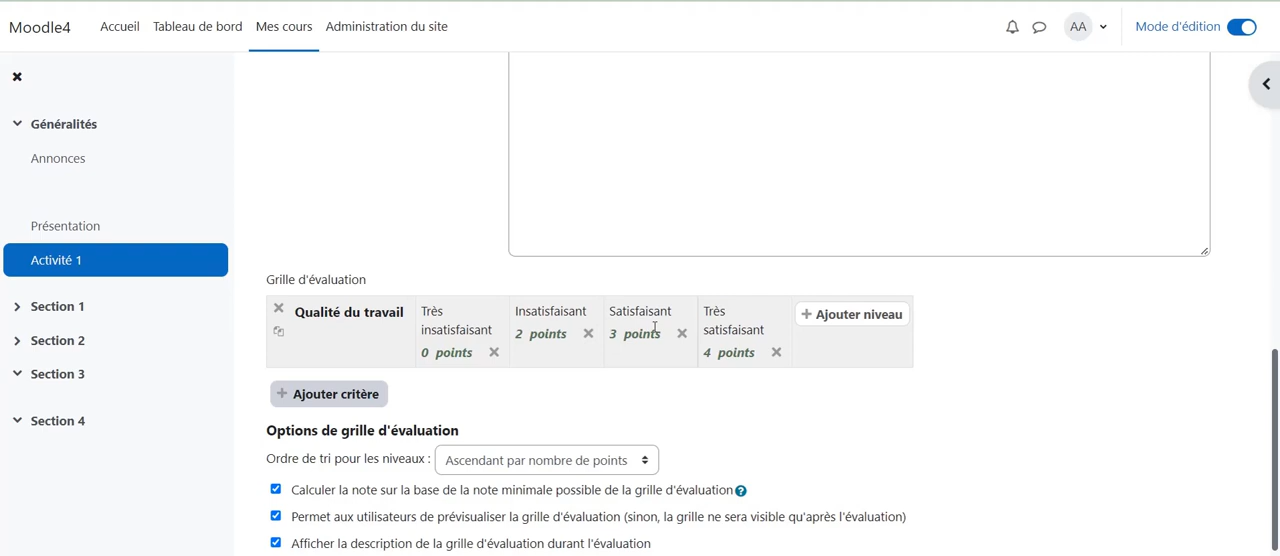 Moodle4 Accueil Tableau de bord Mes cours Administration du site AA Mode d'édition
Généralités
Annonces
Présentation
Activité 1
Section 1
Section 2
Section 3
Section 4
Grille d'évaluation
Qualité du travail
Très insatisfaisant
0 points
Insatisfaisant
2 points
Satisfaisant
3 points
Très satisfaisant
4 points
+ Ajouter niveau
+ Ajouter critère
Options de grille d'évaluation
Ordre de tri pour les niveaux : Ascendant par nombre de points
Calculer la note sur la base de la note minimale possible de la grille d'évaluation ?
Permet aux utilisateurs de prévisualiser la grille d'évaluation (sinon, la grille ne sera visible qu'après l'évaluation)
Afficher la description de la grille d'évaluation durant l'évaluation